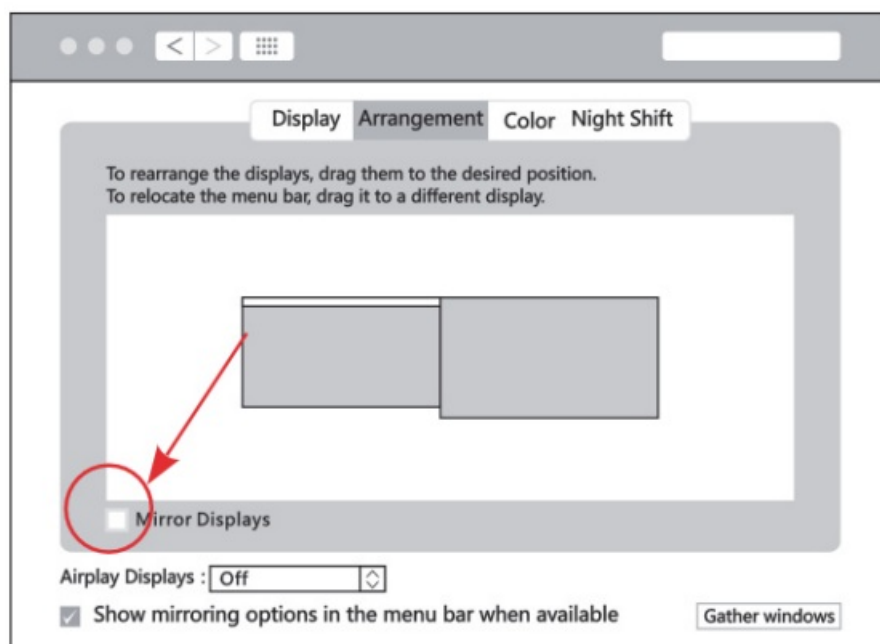 Display Arrangement Color Night Shift
To rearrange the displays, drag them to the desired position.
To relocate the menu bar, drag it to a different display.
Mirror Displays
Airplay Displays : Off
Show mirroring options in the menu bar when available Gather windows